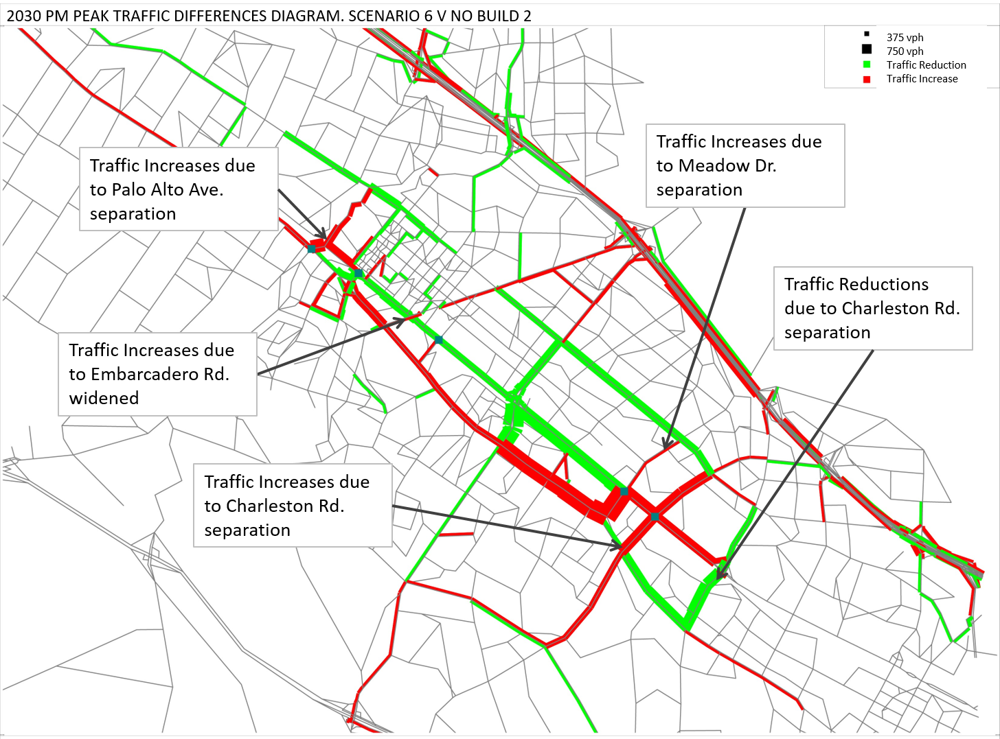 2030 PM PEAK TRAFFIC DIFFERENCES DIAGRAM. SCENARIO 6 V NO BUILD 2
375 vph
750 vph
Traffic Reduction
Traffic Increase
Traffic Increases due
to Palo Alto Ave.
separation
Traffic Increases due
to Meadow Dr.
separation
Traffic Reductions
due to Charleston Rd.
separation
Traffic Increases due
to Embarcadero Rd.
widened
Traffic Increases due
to Charleston Rd.
separation